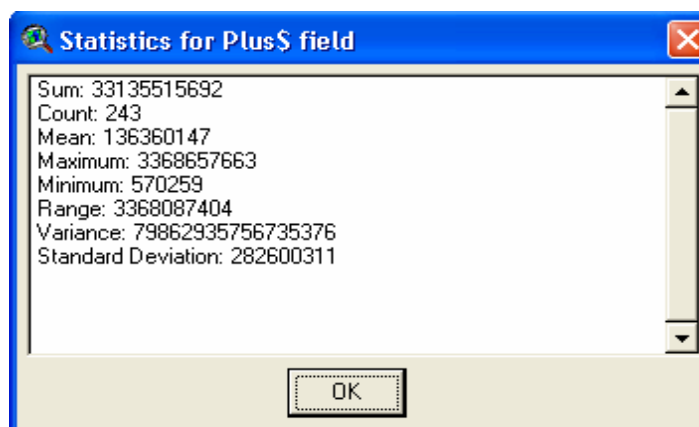 Statistics for Plus$ field
Sum: 33135515692
Count: 243
Mean: 136360147
Maximum: 3368657663
Minimum: 570259
Range: 3368087404
Variance: 79862935756735376
Standard Deviation: 282600311
OK